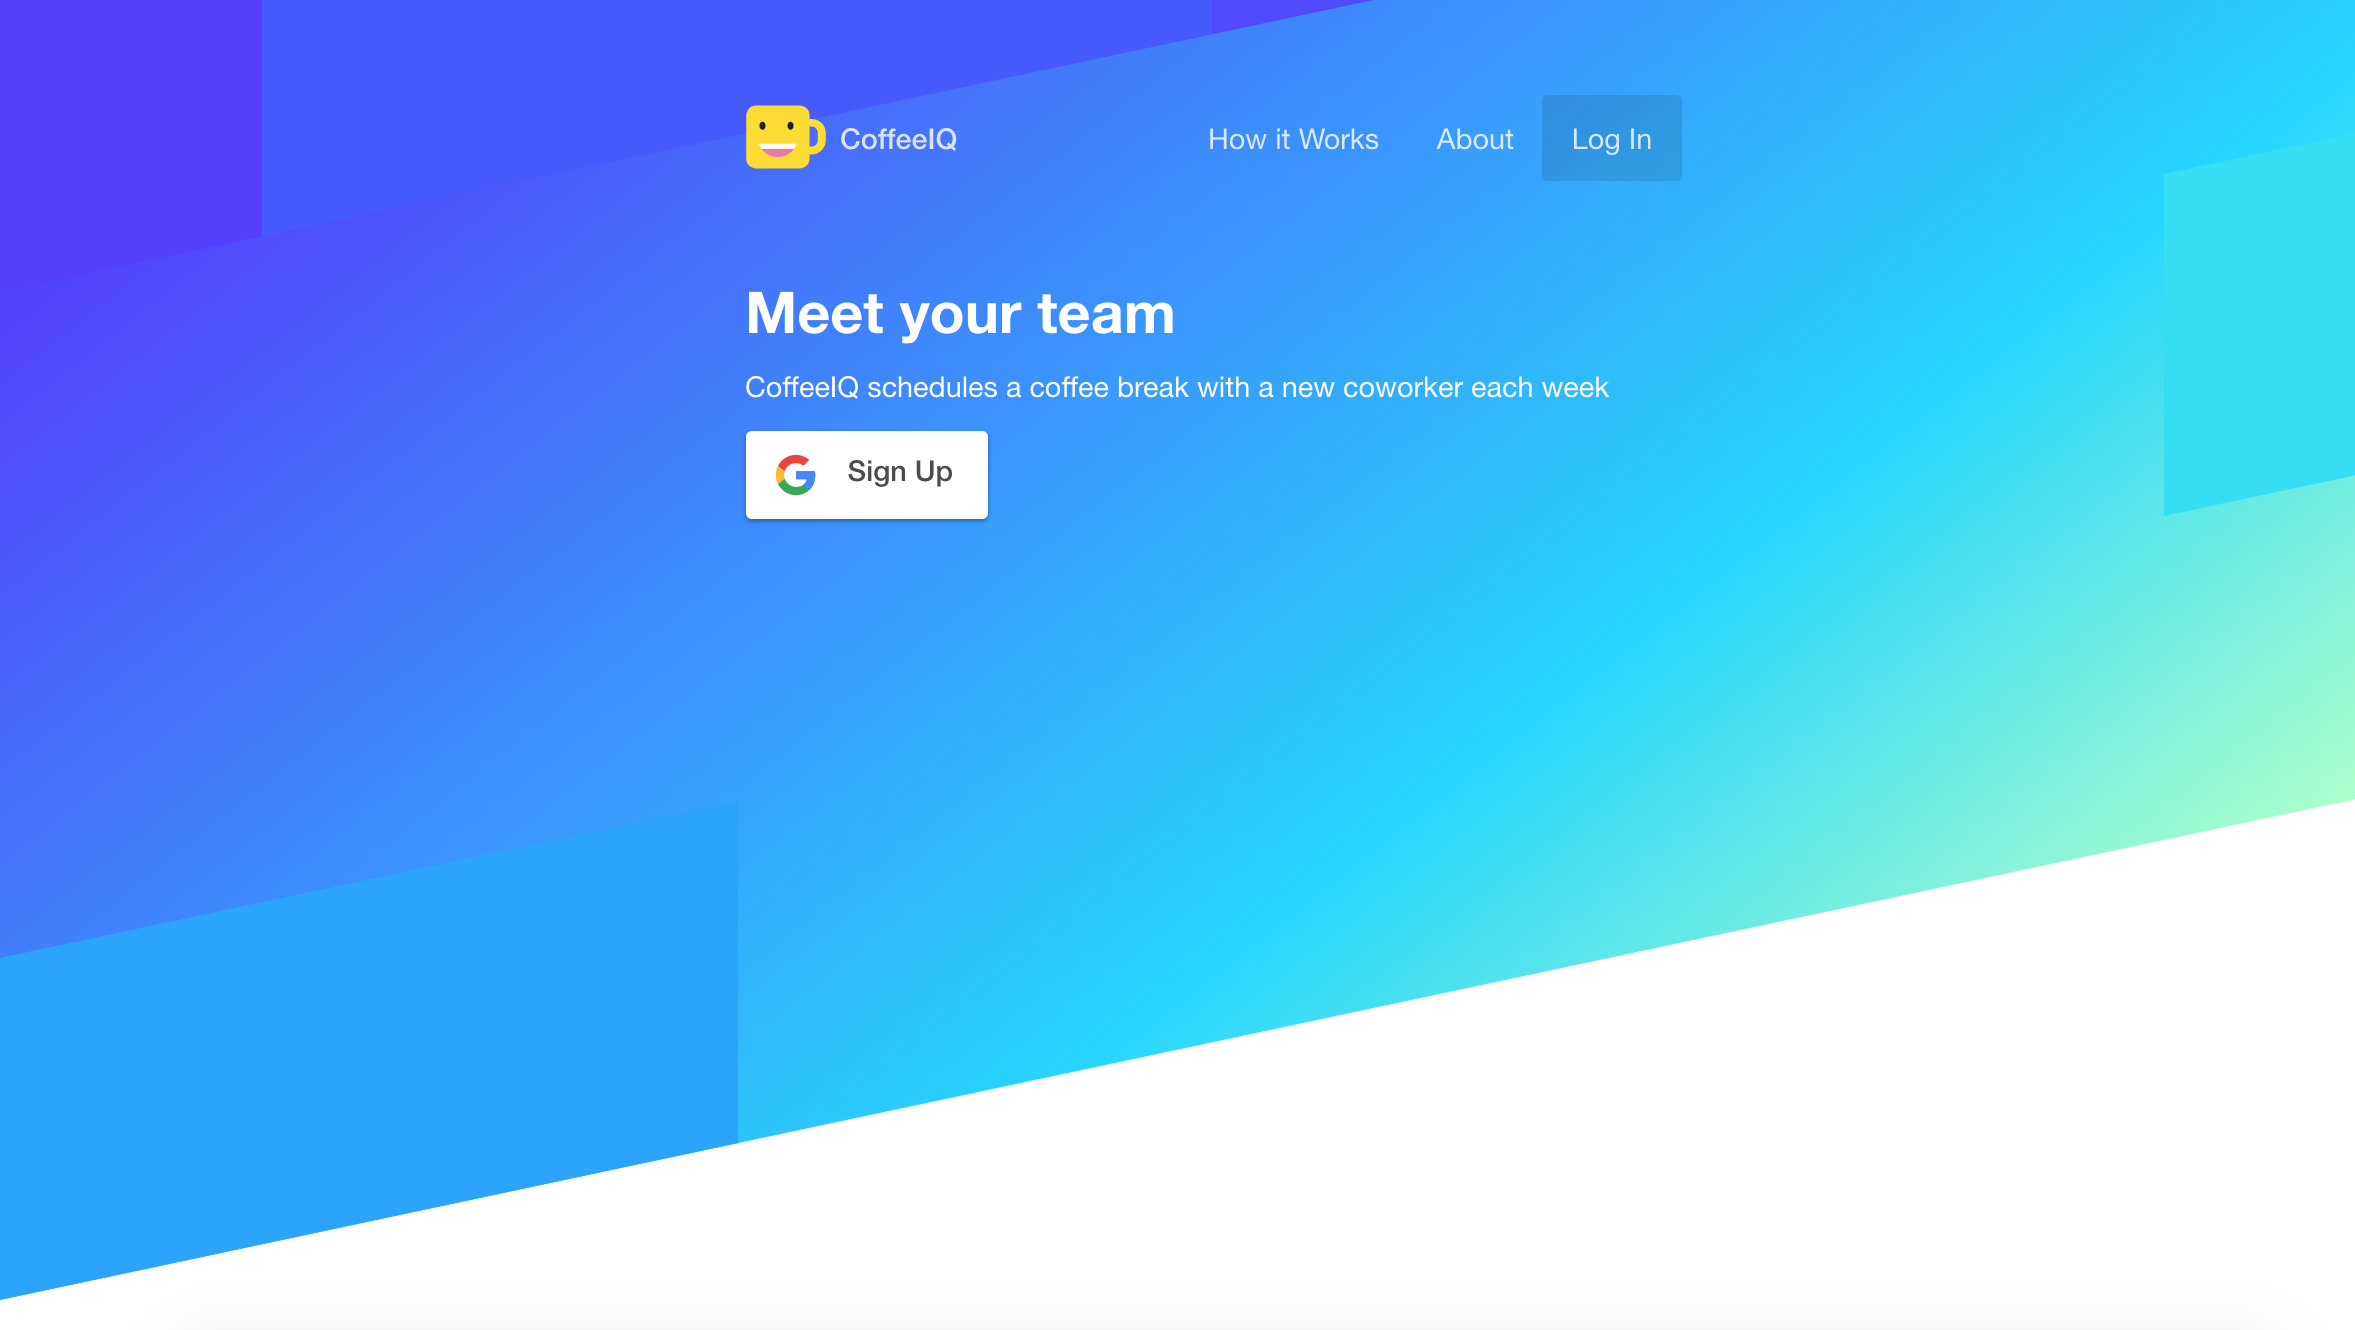 CoffeeIQ
How it Works
About
Log In
Meet your team
CoffeeIQ schedules a coffee break with a new coworker each week
Sign Up